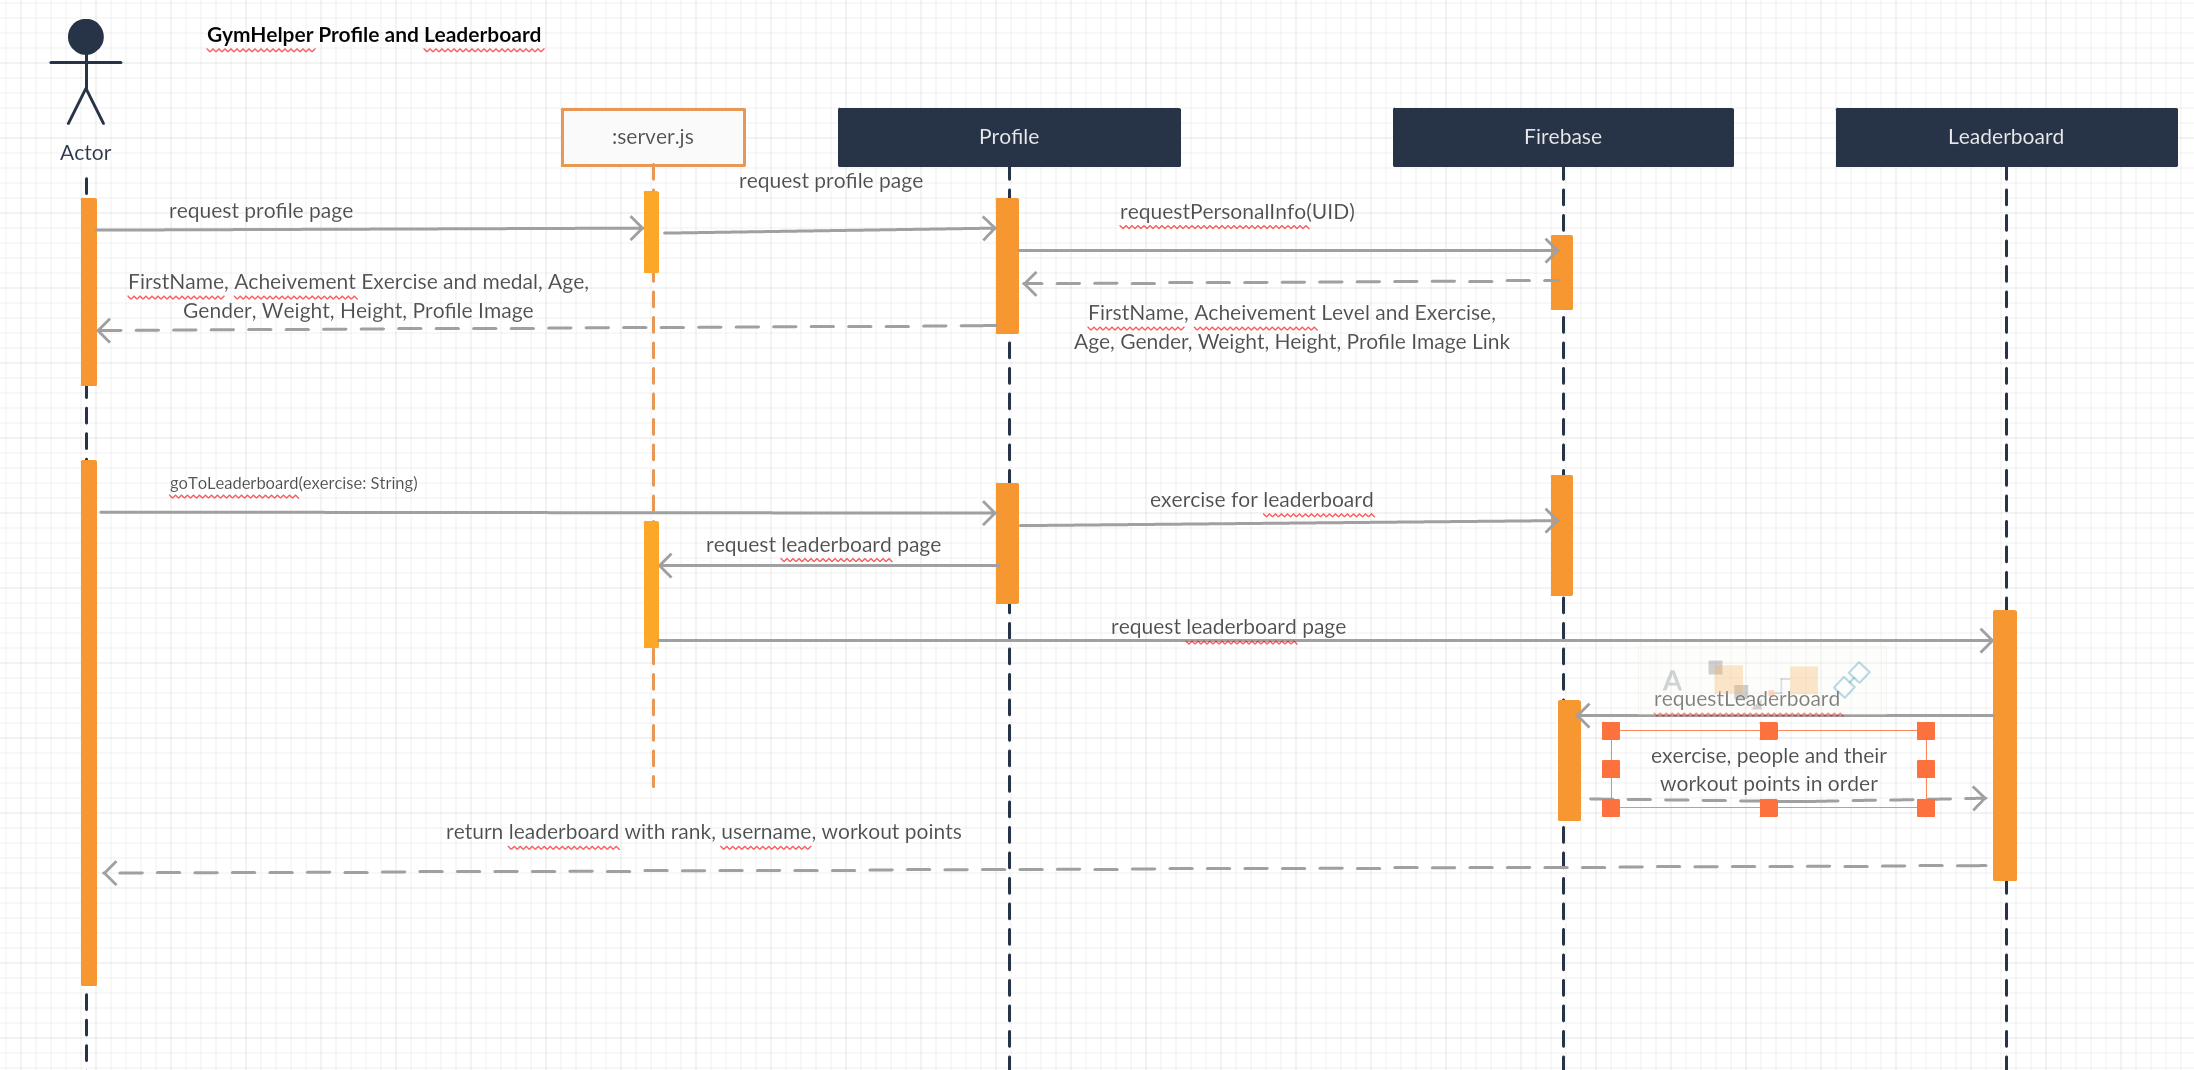 GymHelper Profile and Leaderboard
Actor
:server.js
Profile
Firebase
Leaderboard
request profile page
request profile page
requestPersonalInfo(UID)
FirstName, Acheivement Exercise and medal, Age,
Gender, Weight, Height, Profile Image
FirstName, Acheivement Level and Exercise,
Age, Gender, Weight, Height, Profile Image Link
goToLeaderboard(exercise: String)
exercise for leaderboard
request leaderboard page
request leaderboard page
A
requestLeaderboard
exercise, people and their
workout points in order
return leaderboard with rank, username, workout points